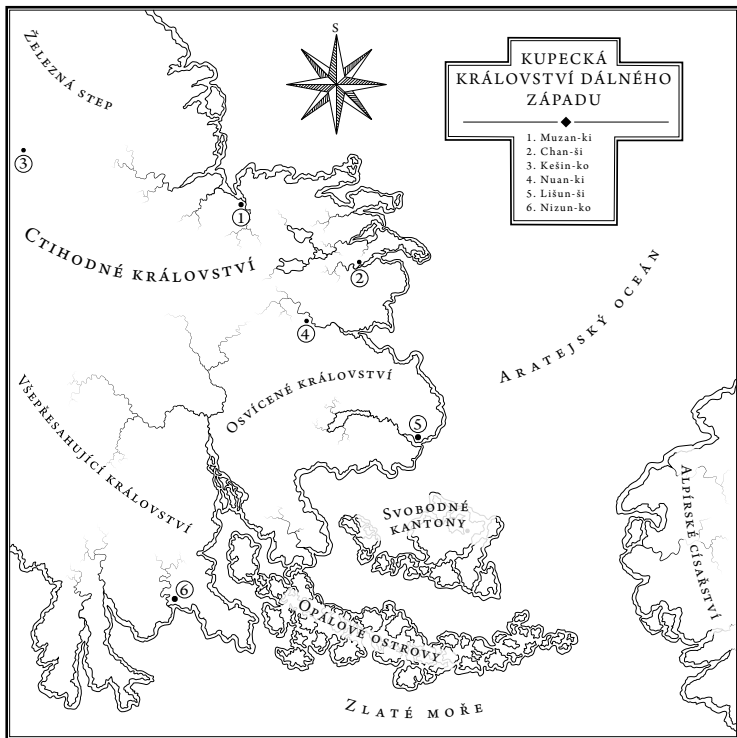 S
KUPECKÁ
KRÁLOVSTVÍ DÁLNÉHO
ZÁPADU
1. Muzan-ki
2. Chan-ši
3. Kešin-ko
4. Nuan-ki
5. Lišun-ši
6. Nizun-ko
ŽELEZNÁ STEP
3
1
CTIHODNÉ KRÁLOVSTVÍ
2
4
ARATEJSKÝ OCEÁN
OSVÍCENÉ KRÁLOVSTVÍ
VŠEPŘESAHUJÍCÍ KRÁLOVSTVÍ
5
SVOBODNÉ
KANTONY
ALPÍRSKÉ CÍSAŘSTVÍ
6
OPÁLOVÉ OSTROVY
ZLATÉ MOŘE